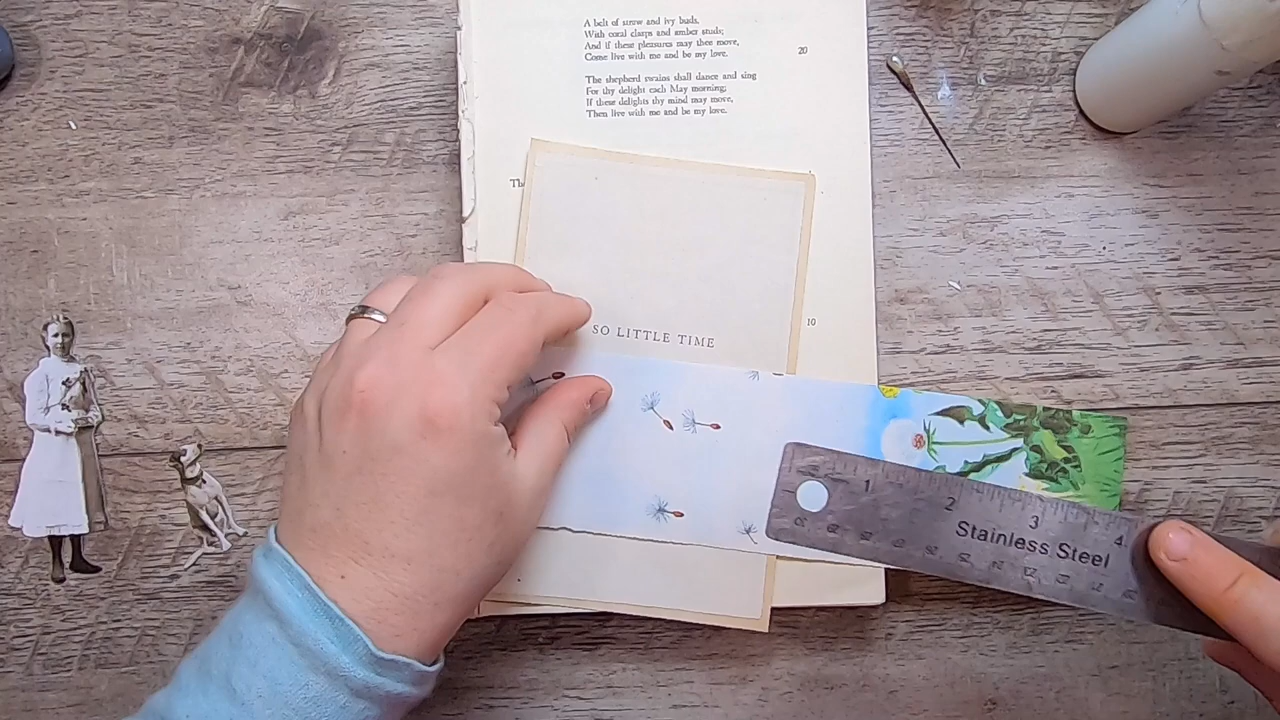 A belt of straw and ivy buds,
With coral clasps and amber studs;
And if these pleasures may thee move,
20
Come live with me and be my love.
The shepherd swains shall dance and sing
For thy delight each May morning;
If these delights thy mind may move,
Then live with me and be my love.
Th
10
SO LITTLE TIME
1
2
3
4
Stainless Steel